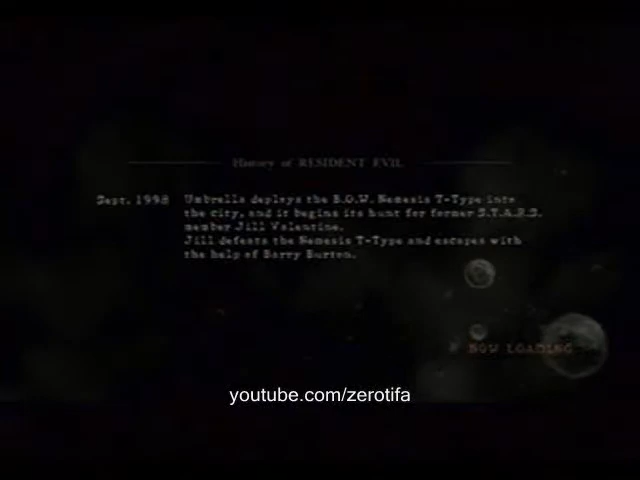 History of RESIDENT EVIL
Sept. 1998 Umbrella deploys the B.O.W. Nemesis T-Type into
the city, and it begins its hunt for former S.T.A.R.S.
member Jill Valentine.
Jill defeats the Nemesis T-Type and escapes with
the help of Barry Burton.
NOW LOADING
youtube.com/zerotifa